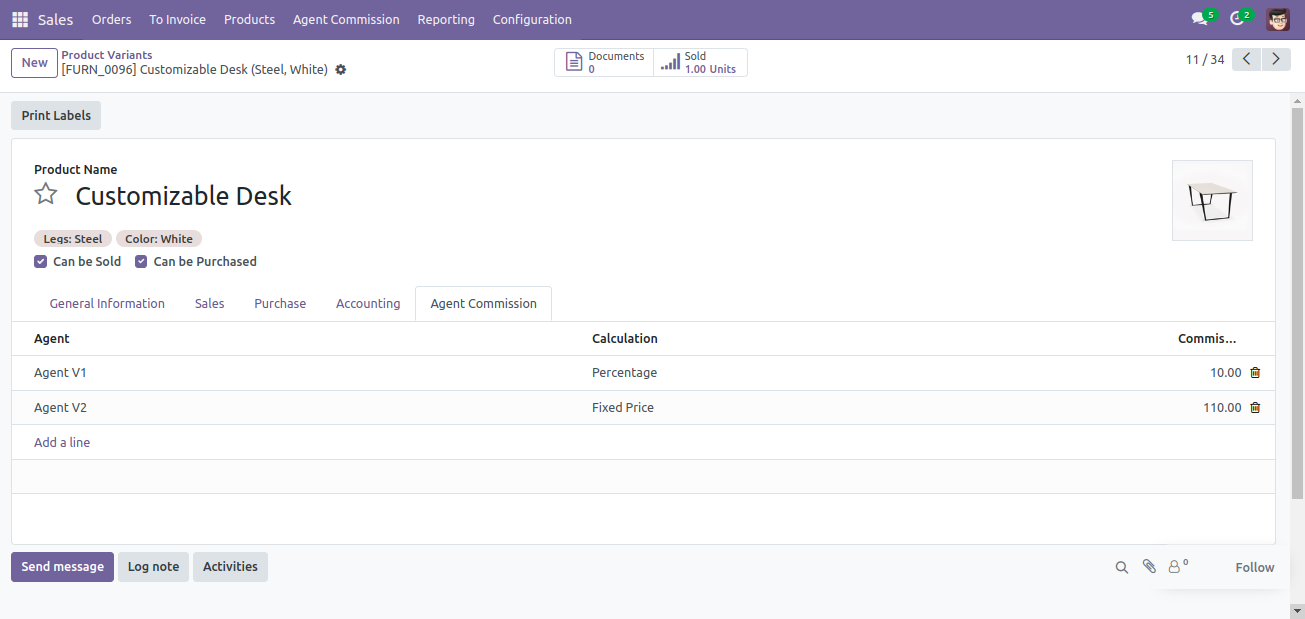 Sales Orders To Invoice Products Agent Commission Reporting Configuration 5 2
New Product Variants Documents Sold 11 / 34
[FURN_0096] Customizable Desk (Steel, White) 0 1.00 Units
Print Labels
Product Name
Customizable Desk
Legs: Steel Color: White
Can be Sold Can be Purchased
General Information Sales Purchase Accounting Agent Commission
Agent Calculation Commis...
Agent V1 Percentage 10.00
Agent V2 Fixed Price 110.00
Add a line
Send message Log note Activities 0 Follow